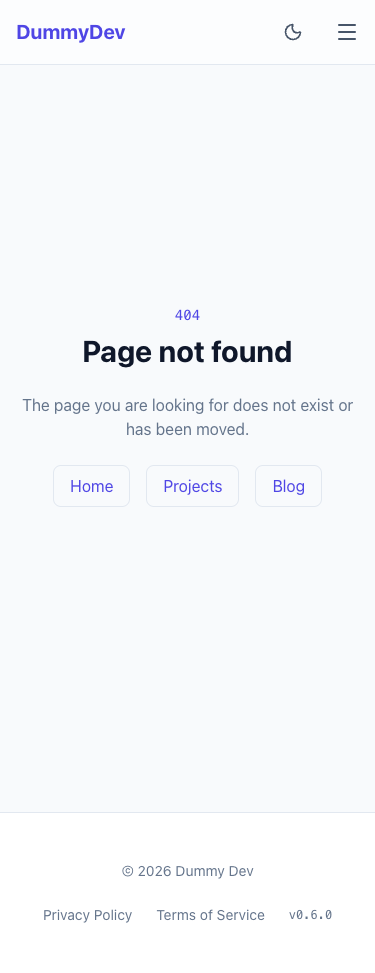 DummyDev
404
Page not found
The page you are looking for does not exist or
has been moved.
Home Projects Blog
© 2026 Dummy Dev
Privacy Policy Terms of Service v0.6.0